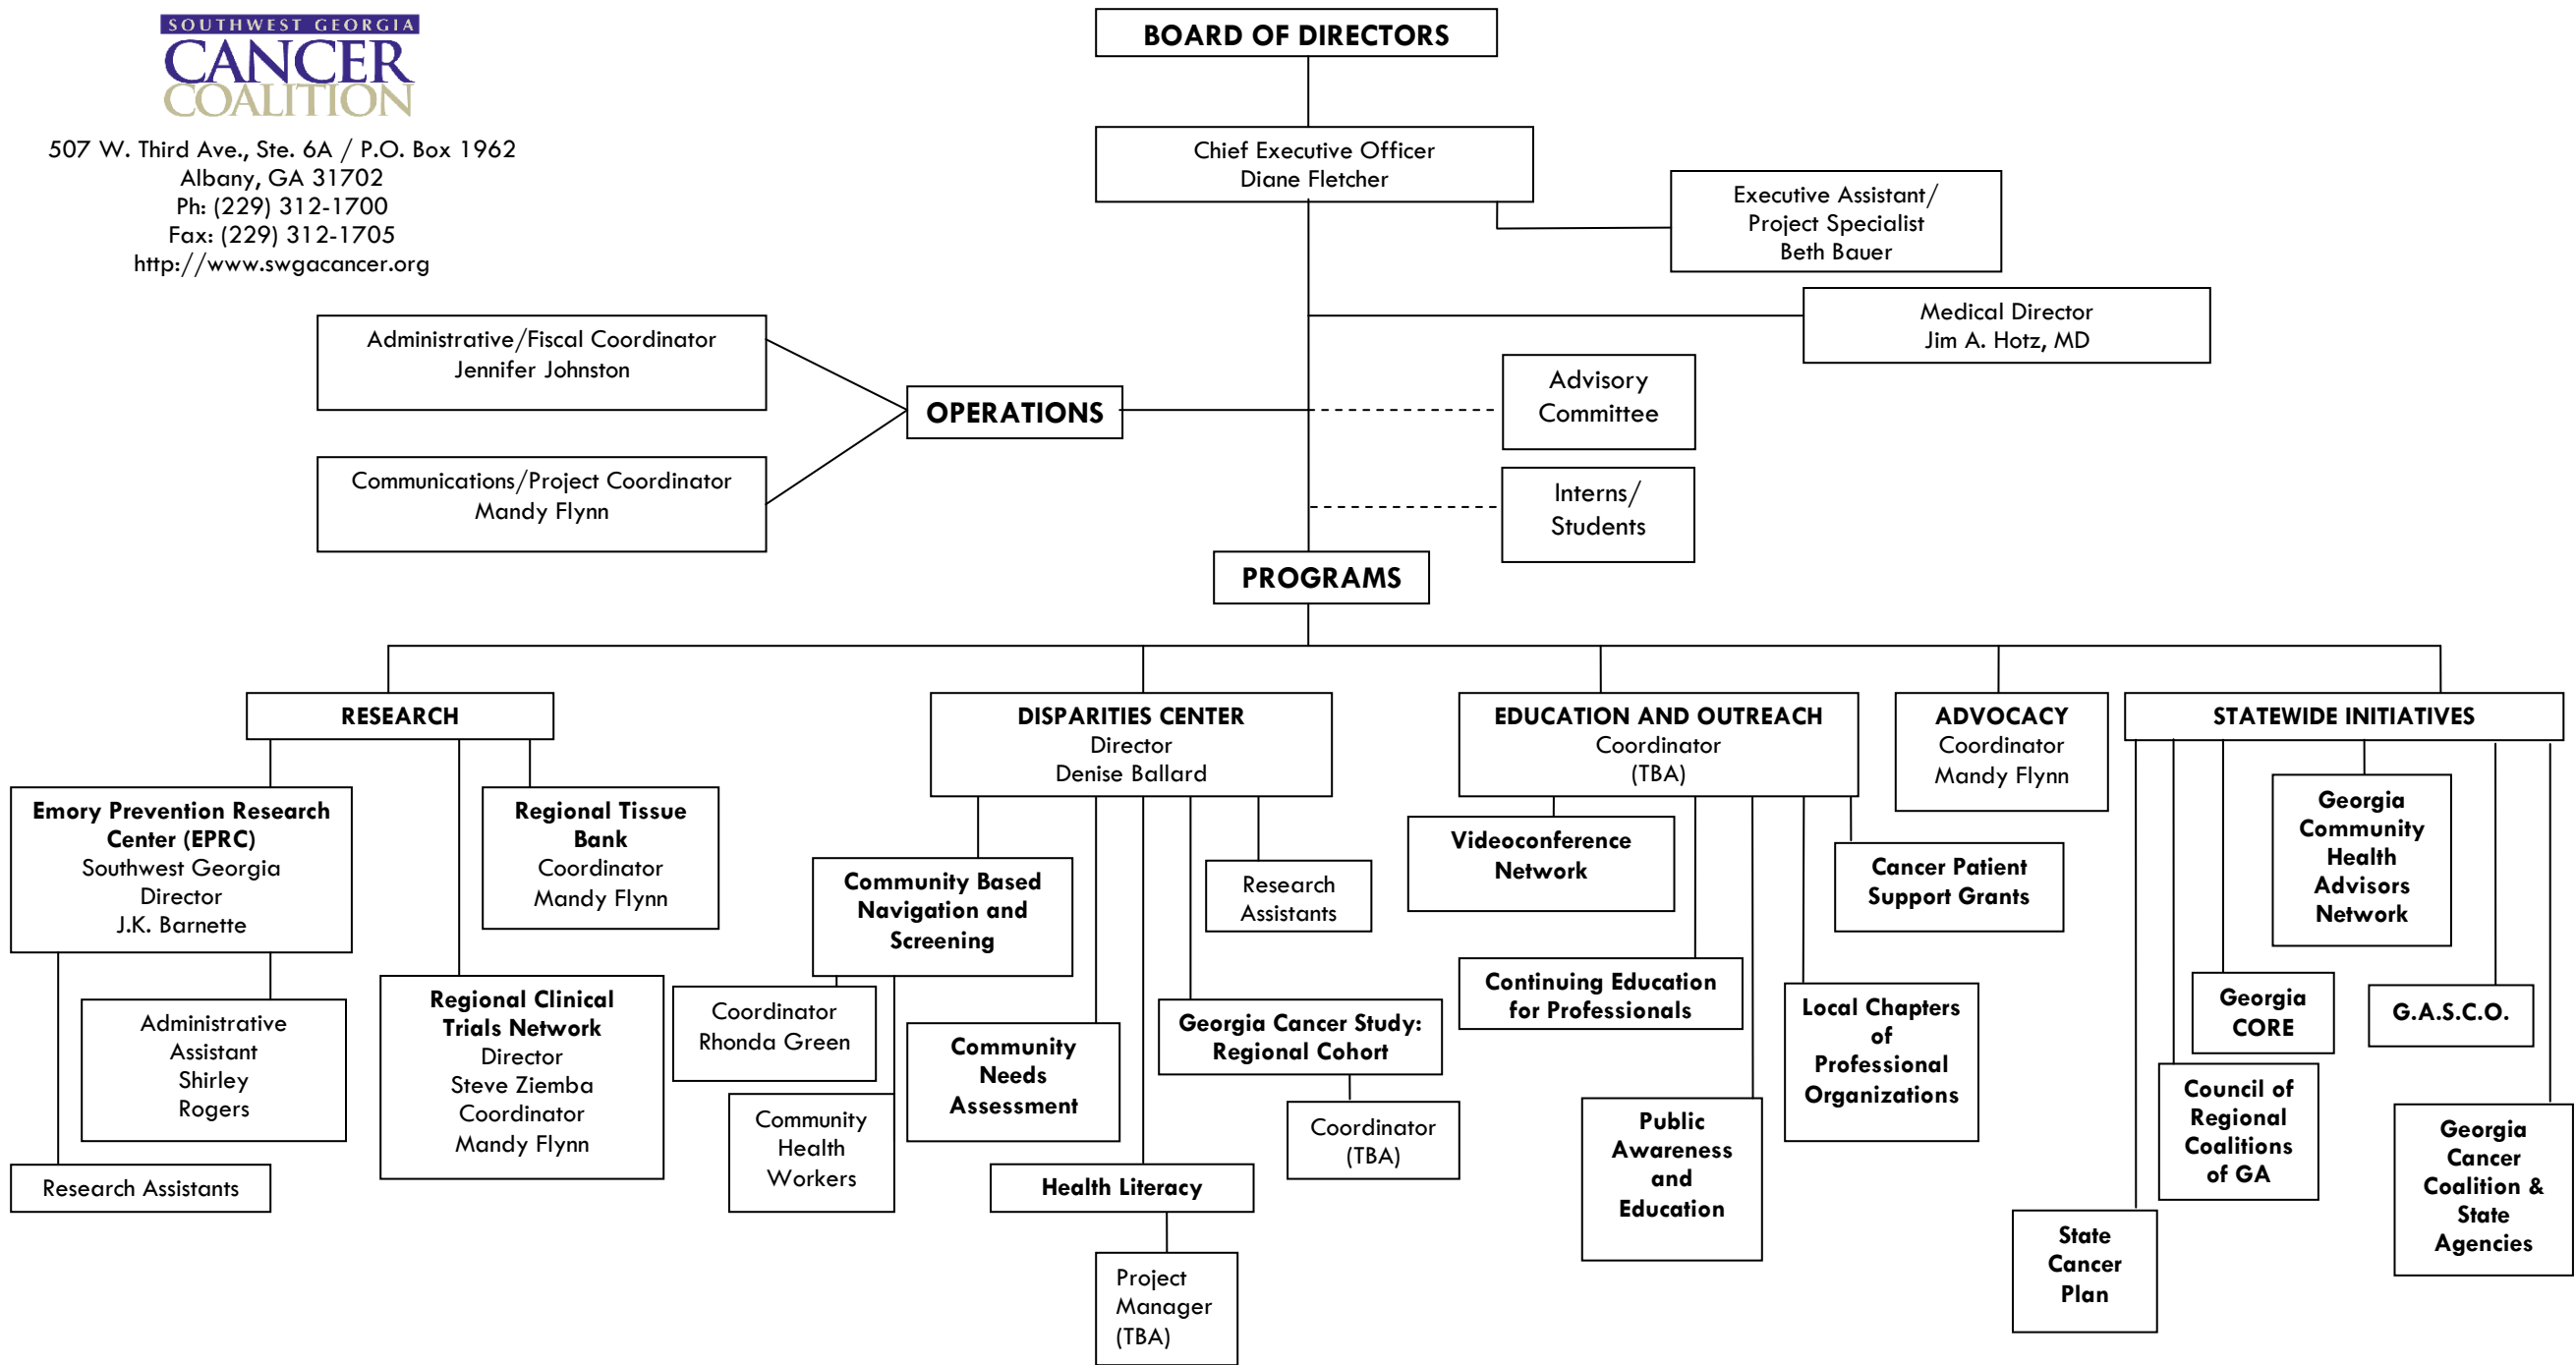 SOUTHWEST GEORGIA
CANCER
COALITION
507 W. Third Ave., Ste. 6A / P.O. Box 1962
Albany, GA 31702
Ph: (229) 312-1700
Fax: (229) 312-1705
http://www.swgacancer.org
BOARD OF DIRECTORS
Chief Executive Officer
Diane Fletcher
Executive Assistant/
Project Specialist
Beth Bauer
Medical Director
Jim A. Hotz, MD
Administrative/Fiscal Coordinator
Jennifer Johnston
OPERATIONS
Advisory
Committee
Communications/Project Coordinator
Mandy Flynn
Interns/
Students
PROGRAMS
RESEARCH
Emory Prevention Research
Center (EPRC)
Southwest Georgia
Director
J.K. Barnette
Administrative
Assistant
Shirley
Rogers
Research Assistants
Regional Tissue
Bank
Coordinator
Mandy Flynn
Regional Clinical
Trials Network
Director
Steve Ziemba
Coordinator
Mandy Flynn
DISPARITIES CENTER
Director
Denise Ballard
Community Based
Navigation and
Screening
Coordinator
Rhonda Green
Community
Health
Workers
Community
Needs
Assessment
Health Literacy
Project
Manager
(TBA)
Research
Assistants
Georgia Cancer Study:
Regional Cohort
Coordinator
(TBA)
EDUCATION AND OUTREACH
Coordinator
(TBA)
Videoconference
Network
Continuing Education
for Professionals
Public
Awareness
and
Education
Cancer Patient
Support Grants
Local Chapters
of
Professional
Organizations
ADVOCACY
Coordinator
Mandy Flynn
STATEWIDE INITIATIVES
Georgia
Community
Health
Advisors
Network
Georgia
CORE
G.A.S.C.O.
Council of
Regional
Coalitions
of GA
State
Cancer
Plan
Georgia
Cancer
Coalition &
State
Agencies